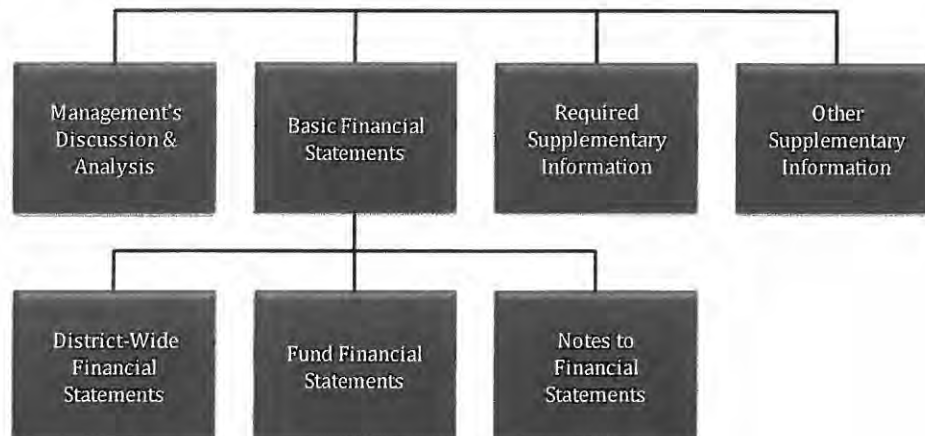 Management's
Discussion &
Analysis
Basic Financial
Statements
Required
Supplementary
Information
Other
Supplementary
Information
District-Wide
Financial
Statements
Fund Financial
Statements
Notes to
Financial
Statements